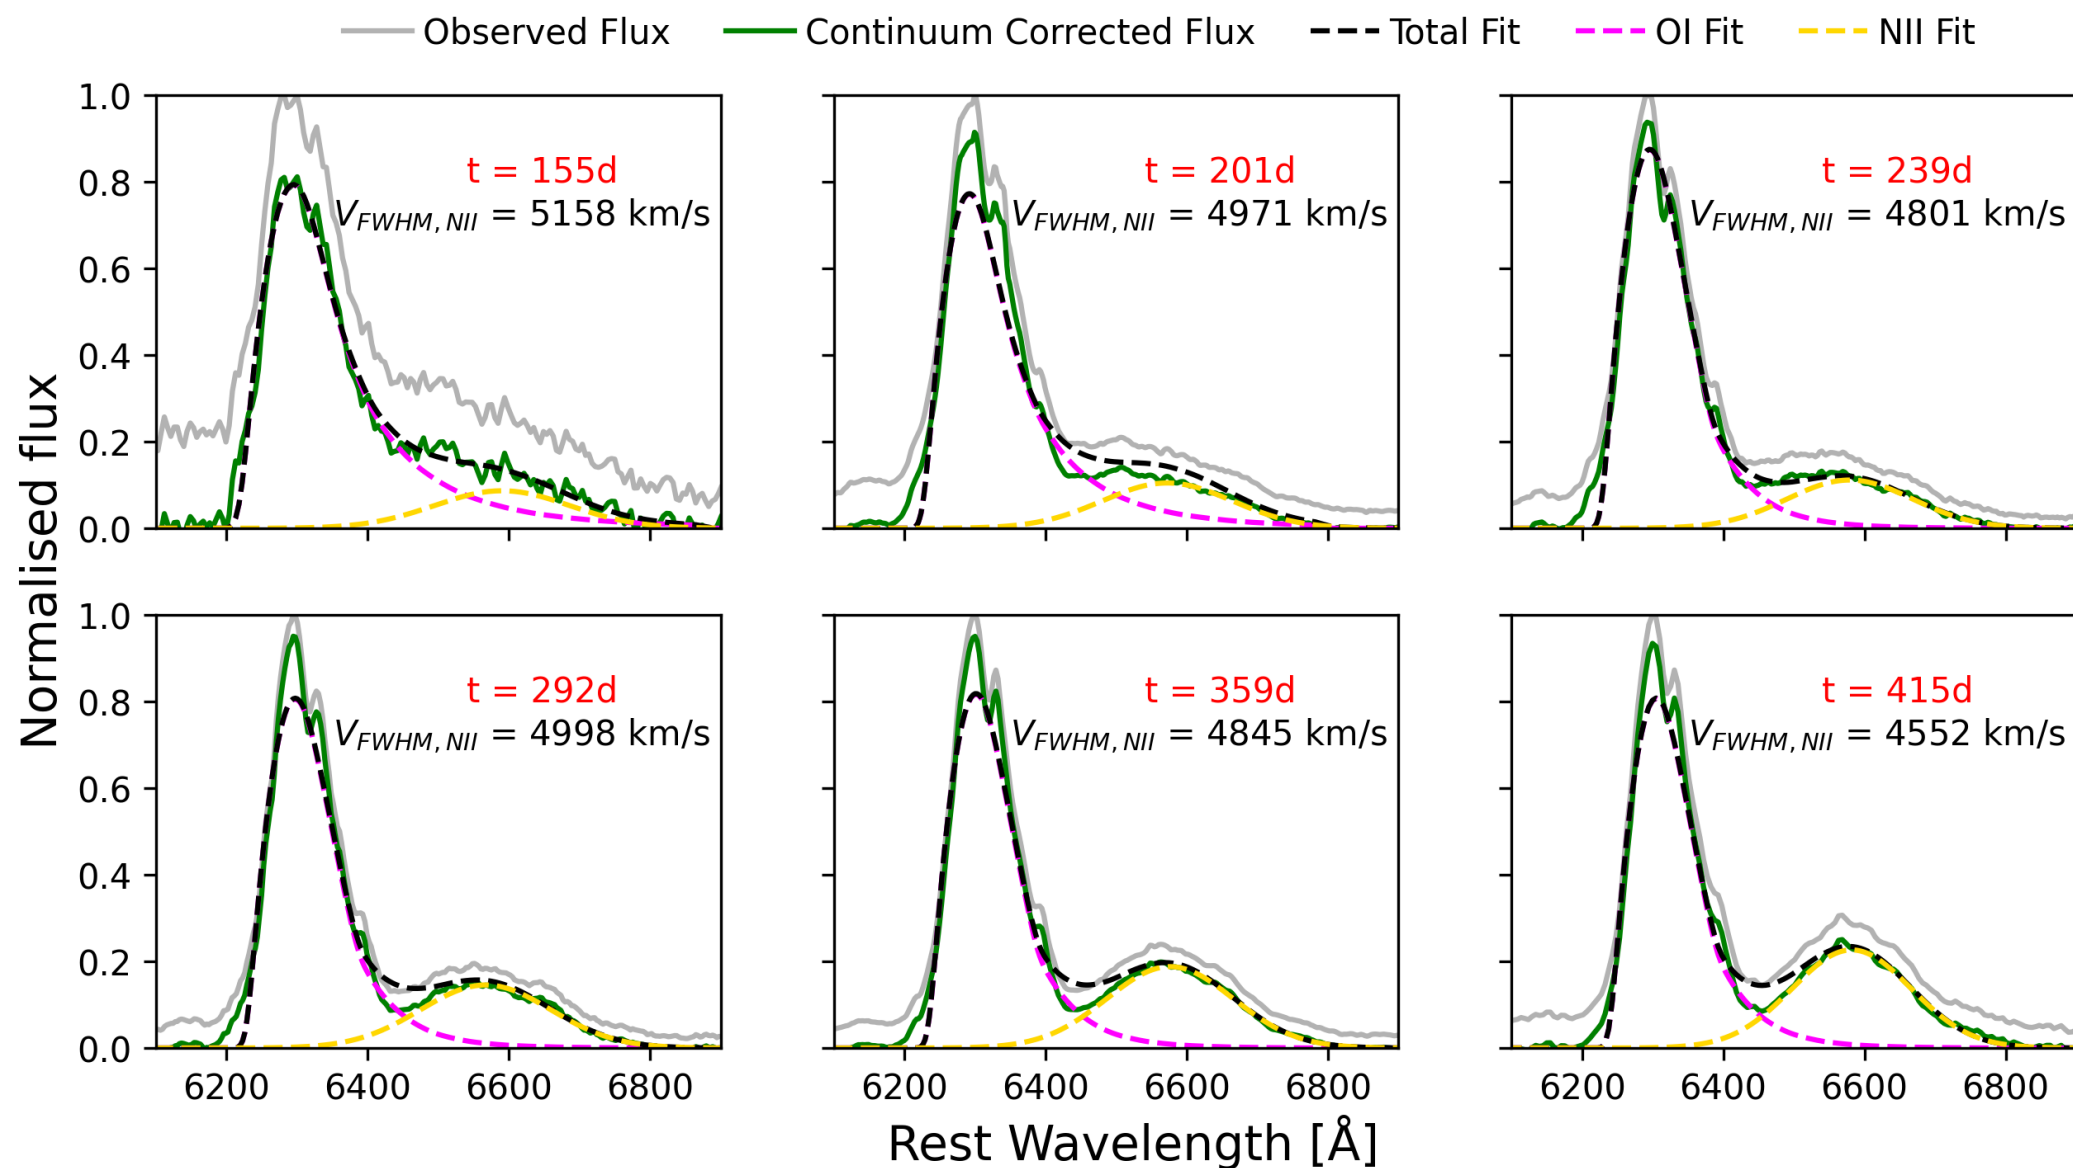 Observed Flux Continuum Corrected Flux Total Fit OI Fit NII Fit
Normalised flux
1.0
0.8
0.6
0.4
0.2
0.0
t = 155d
V_FWHM,NII = 5158 km/s
t = 201d
V_FWHM,NII = 4971 km/s
t = 239d
V_FWHM,NII = 4801 km/s
1.0
0.8
0.6
0.4
0.2
0.0
t = 292d
V_FWHM,NII = 4998 km/s
t = 359d
V_FWHM,NII = 4845 km/s
t = 415d
V_FWHM,NII = 4552 km/s
6200 6400 6600 6800
6200 6400 6600 6800
6200 6400 6600 6800
Rest Wavelength [Å]